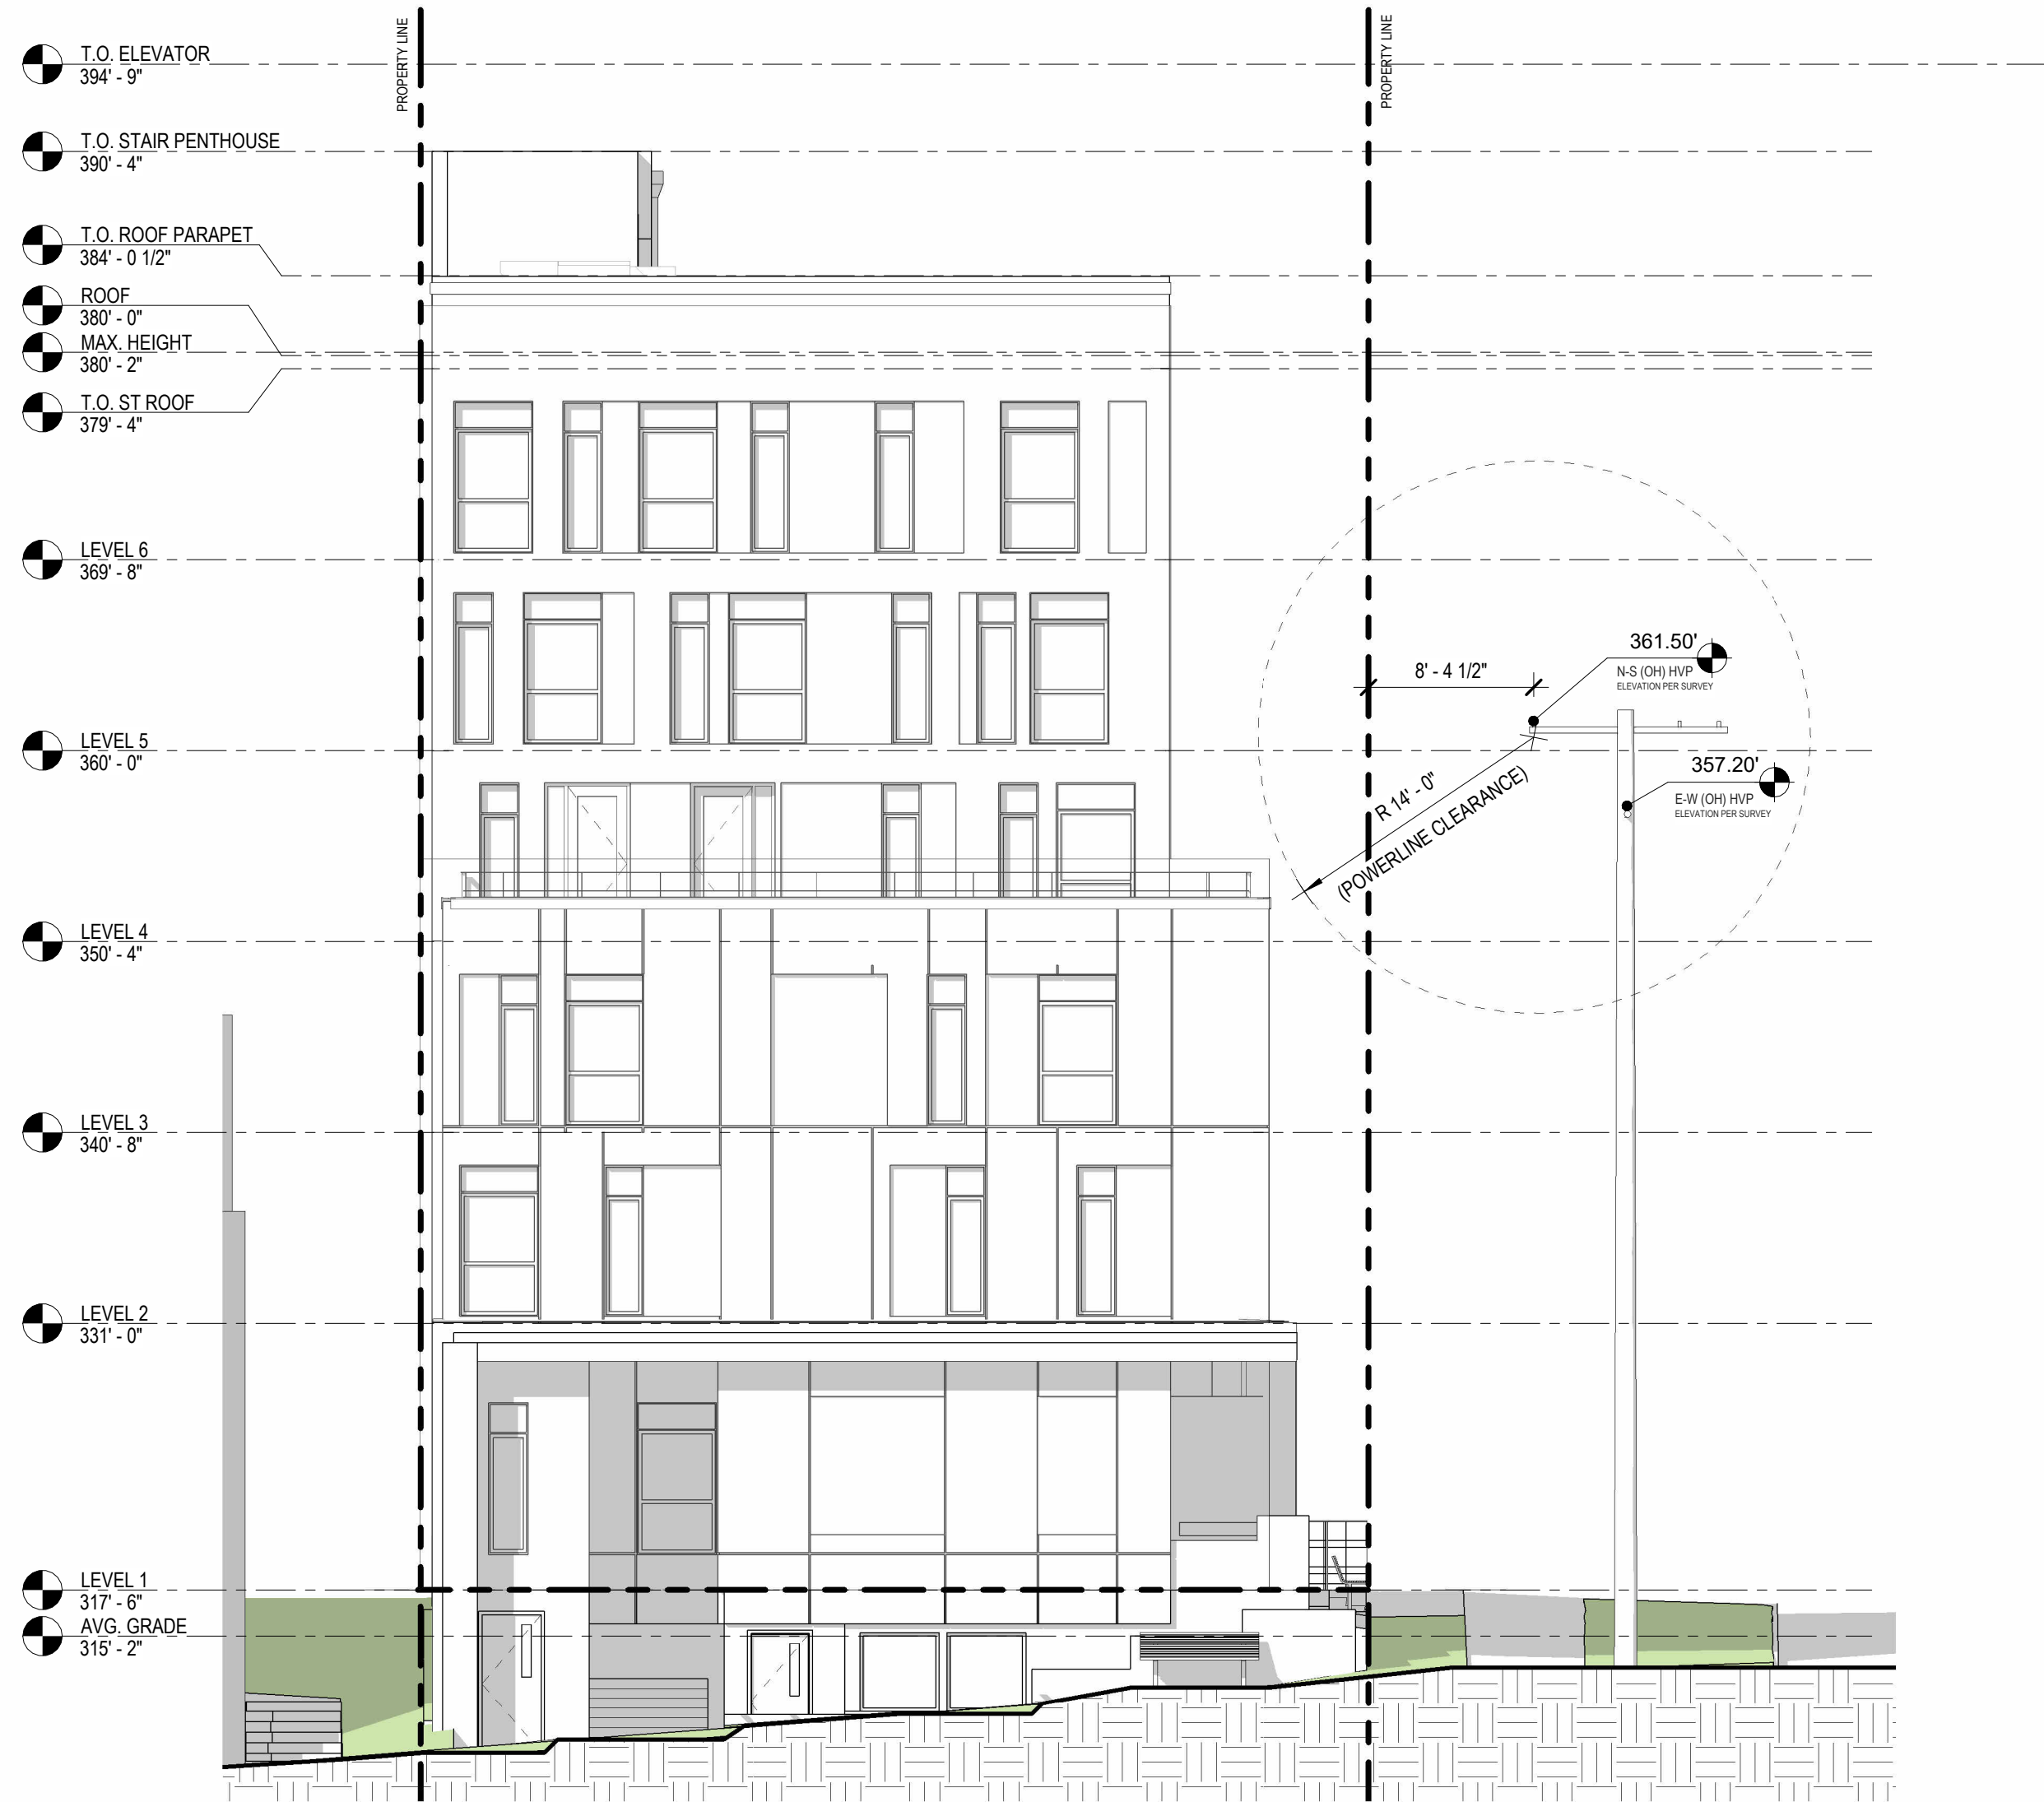 PROPERTY LINE
PROPERTY LINE
T.O. ELEVATOR
394' - 9"
T.O. STAIR PENTHOUSE
390' - 4"
T.O. ROOF PARAPET
384' - 0 1/2"
ROOF
380' - 0"
MAX. HEIGHT
380' - 2"
T.O. ST ROOF
379' - 4"
LEVEL 6
369' - 8"
361.50'
N-S (OH) HVP
ELEVATION PER SURVEY
8' - 4 1/2"
LEVEL 5
360' - 0"
357.20'
E-W (OH) HVP
ELEVATION PER SURVEY
R 14' - 0"
(POWERLINE CLEARANCE)
LEVEL 4
350' - 4"
LEVEL 3
340' - 8"
LEVEL 2
331' - 0"
LEVEL 1
317' - 6"
AVG. GRADE
315' - 2"